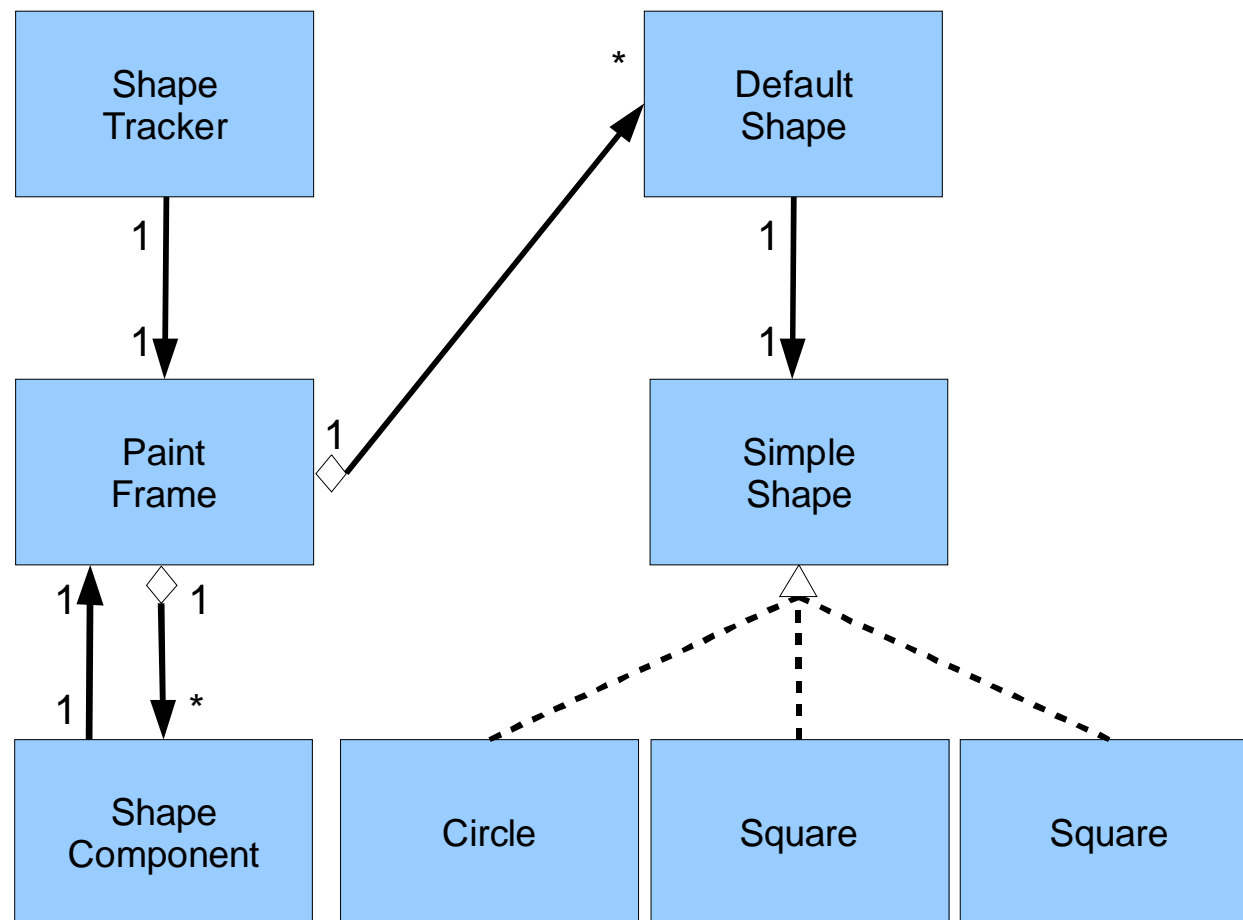 Shape
Tracker
*
Default
Shape
1
1
1
1
Paint
Frame
1
Simple
Shape
1
1
1
*
Shape
Component
Circle
Square
Square